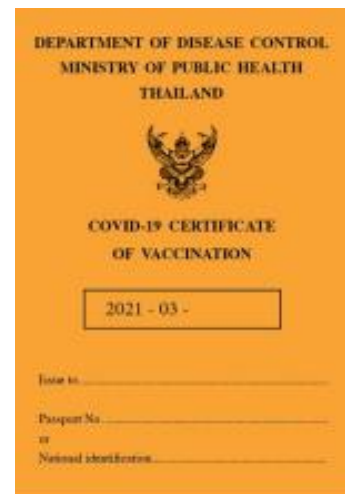 DEPARTMENT OF DISEASE CONTROL
MINISTRY OF PUBLIC HEALTH
THAILAND
COVID-19 CERTIFICATE
OF VACCINATION
2021 - 03 -
Issue to
Passport No
or
National identification